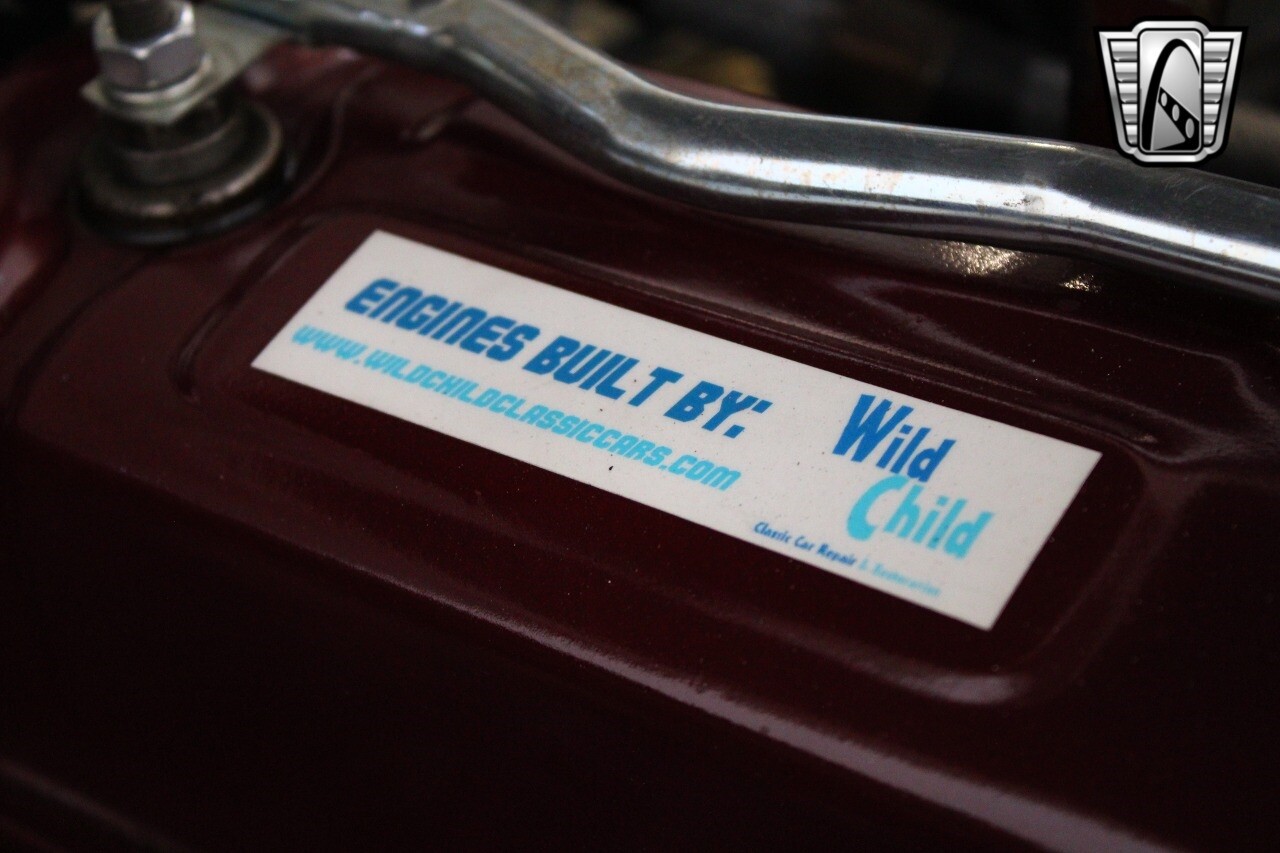 ENGINES BUILT BY:
WWW.WILDCHILDCLASSICCARS.COM
Wild
Child
Classic Car Repair & Restoration